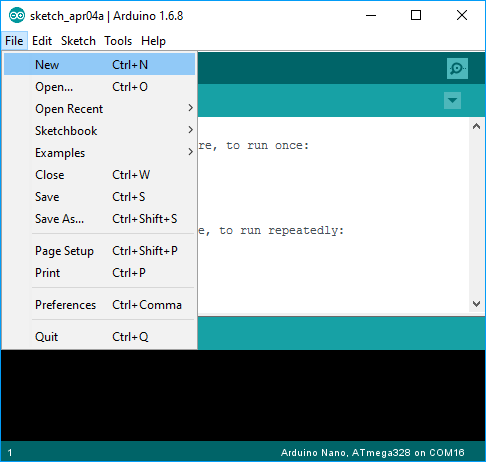 sketch_apr04a | Arduino 1.6.8
File Edit Sketch Tools Help
New Ctrl+N
Open... Ctrl+O
Open Recent
Sketchbook
re, to run once:
Examples
Close Ctrl+W
Save Ctrl+S
Save As... Ctrl+Shift+S
e, to run repeatedly:
Page Setup Ctrl+Shift+P
Print Ctrl+P
Preferences Ctrl+Comma
Quit Ctrl+Q
1 Arduino Nano, ATmega328 on COM16